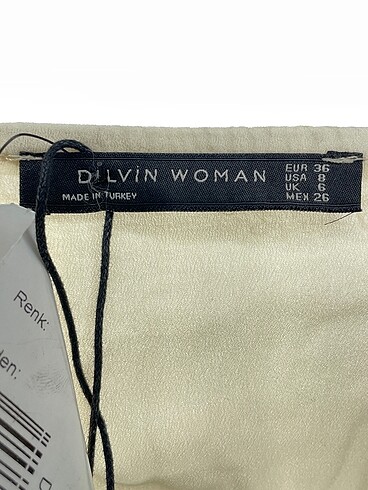 DiLViN WOMAN
MADE IN TURKEY
EUR 36
USA 8
UK 6
MEX 26
Renk:
den: